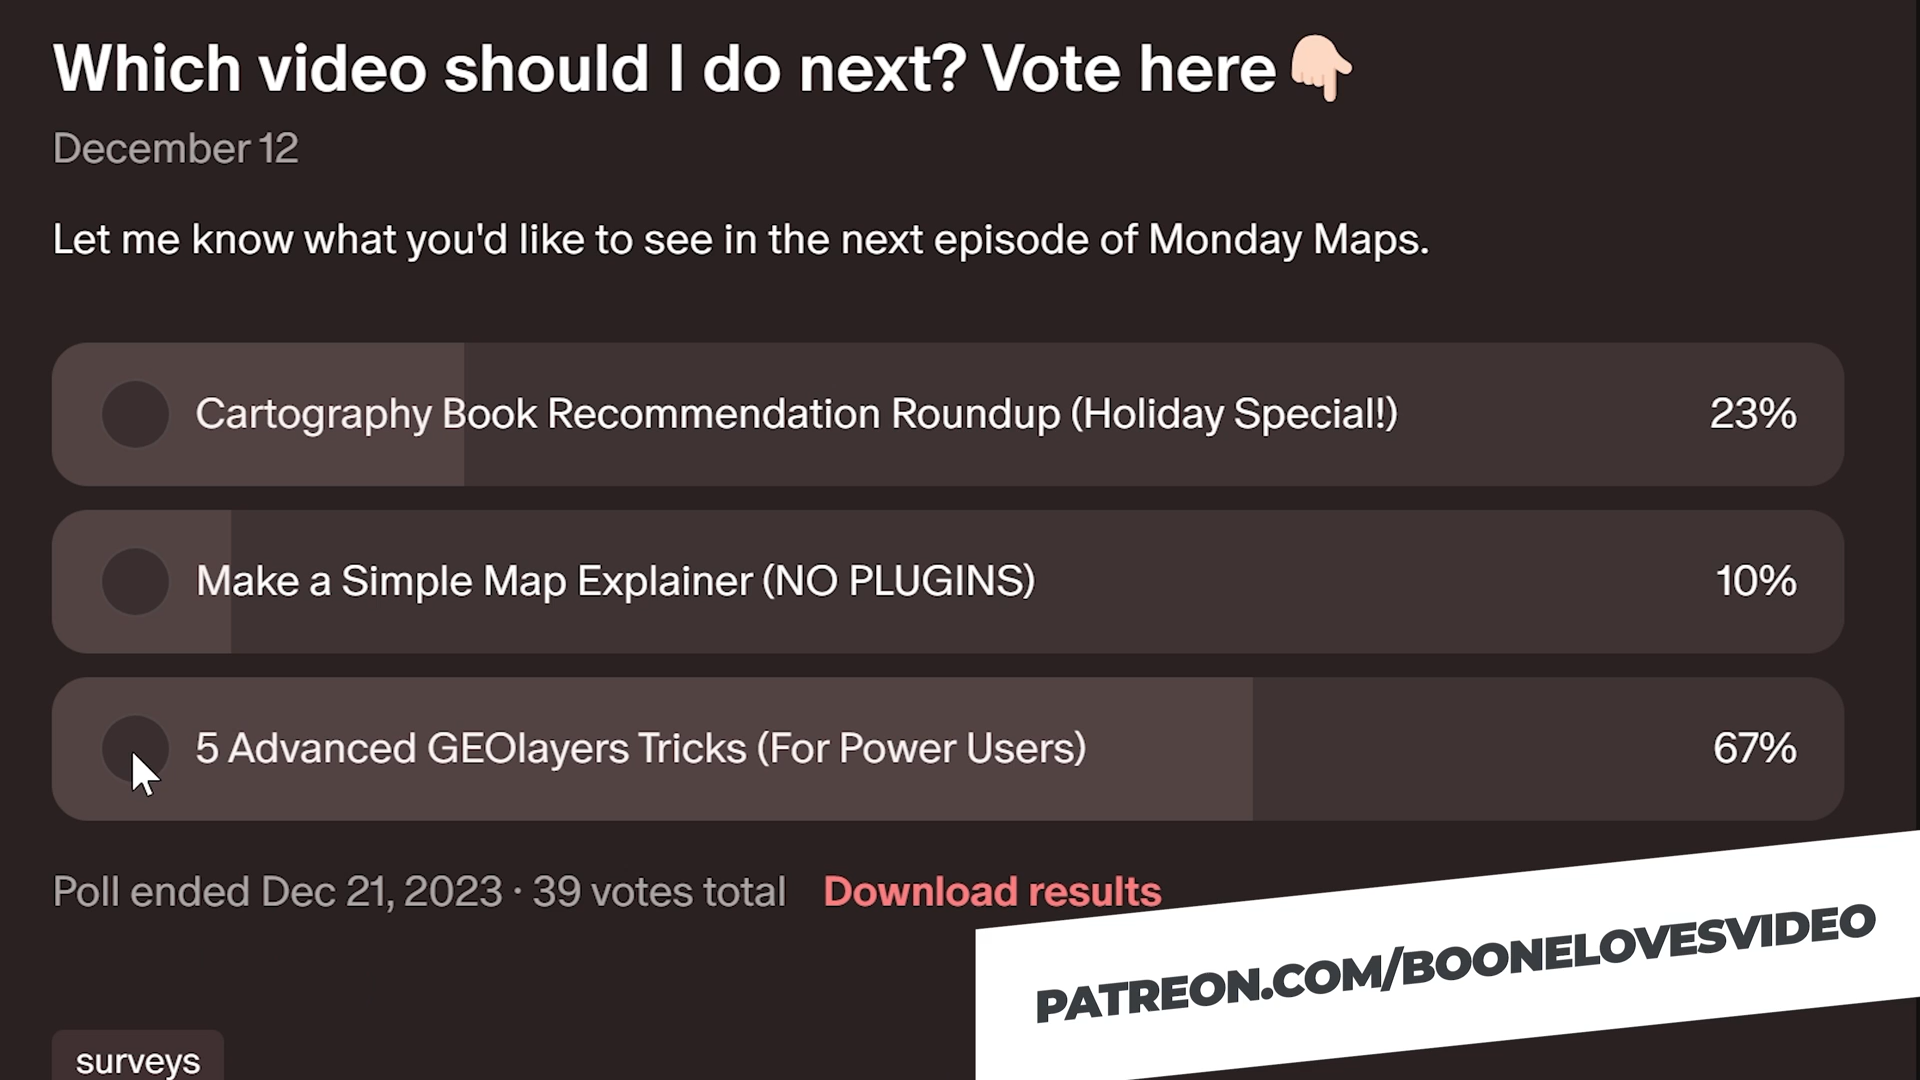 Which video should I do next? Vote here👇🏻
December 12
Let me know what you'd like to see in the next episode of Monday Maps.
Cartography Book Recommendation Roundup (Holiday Special!) 23%
Make a Simple Map Explainer (NO PLUGINS) 10%
5 Advanced GEOlayers Tricks (For Power Users) 67%
Poll ended Dec 21, 2023 · 39 votes total Download results
PATREON.COM/BOONELOVESVIDEO
surveys